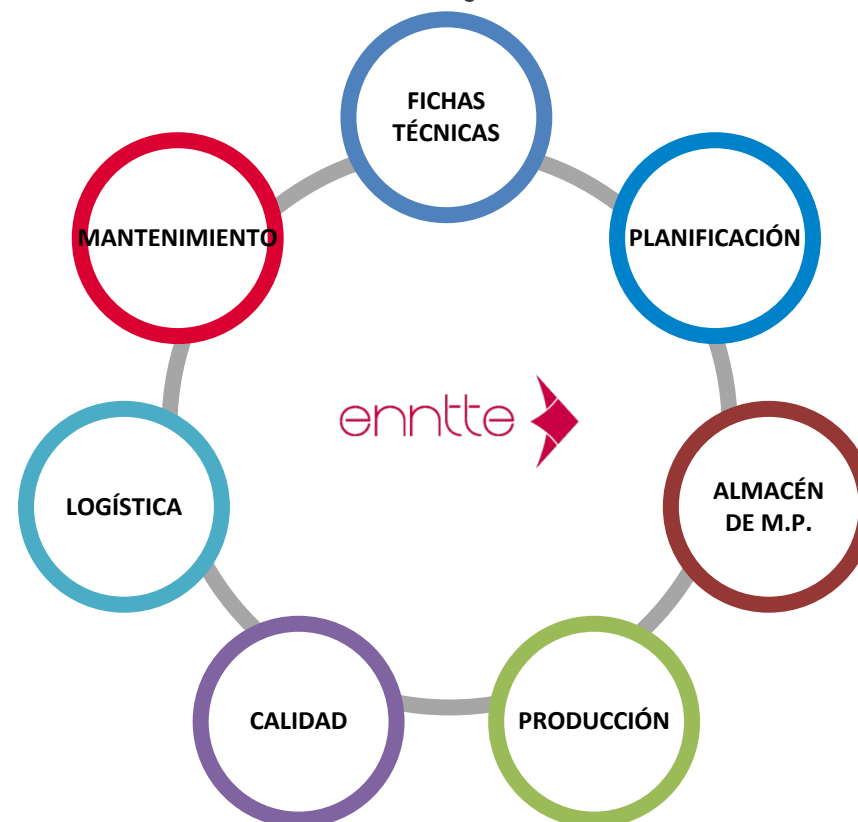 FICHAS
TÉCNICAS
MANTENIMIENTO
PLANIFICACIÓN
enntte
LOGÍSTICA
ALMACÉN
DE M.P.
CALIDAD
PRODUCCIÓN